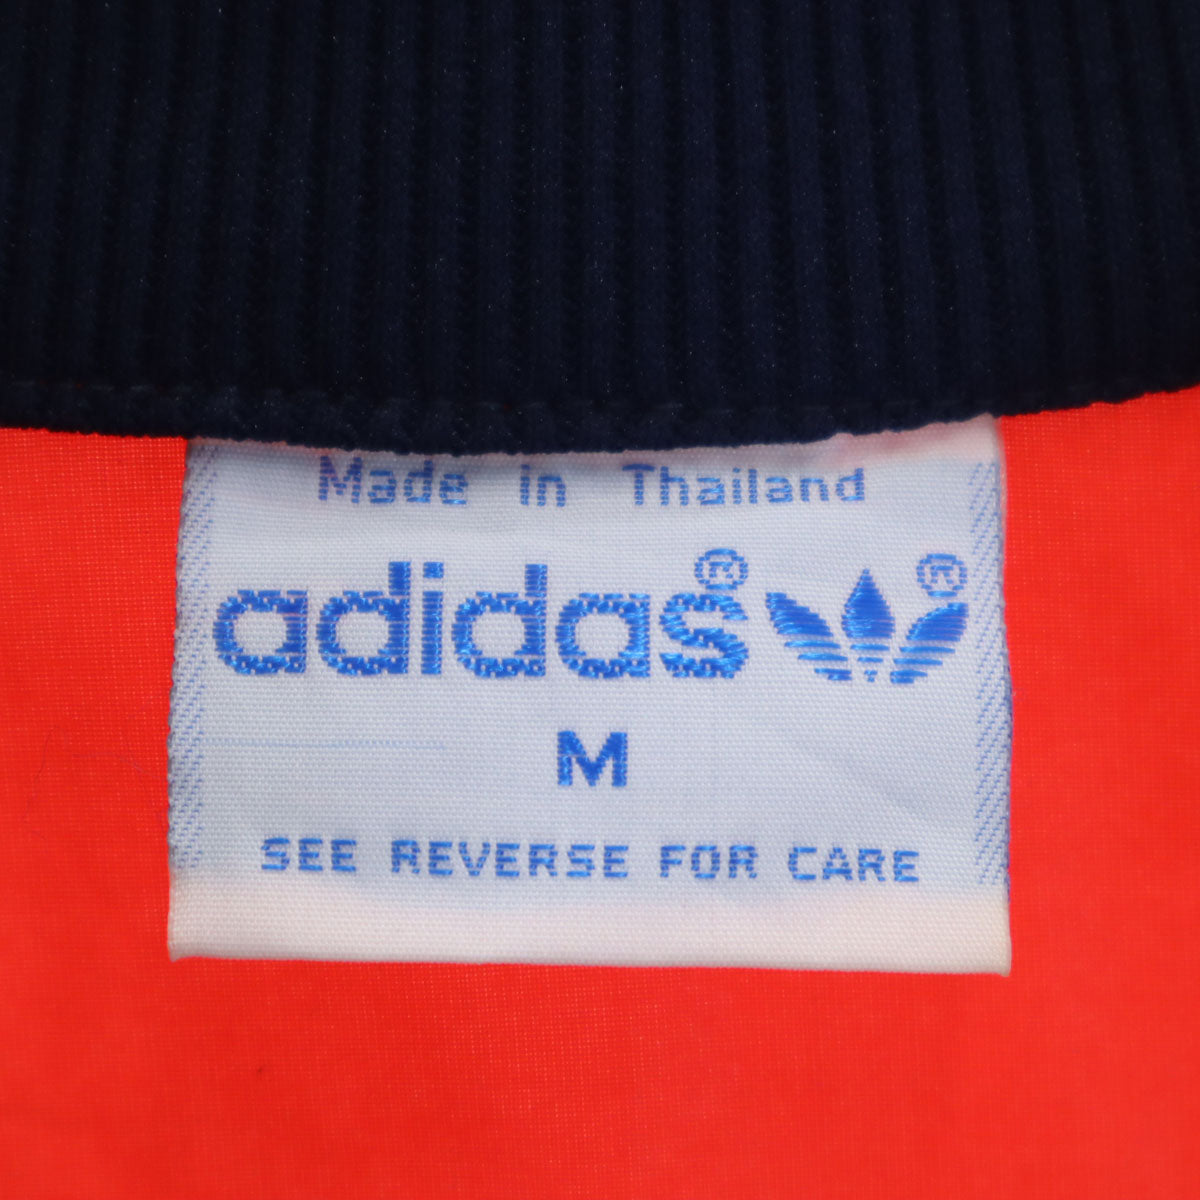 Made in Thailand
adidas® ®
M
SEE REVERSE FOR CARE